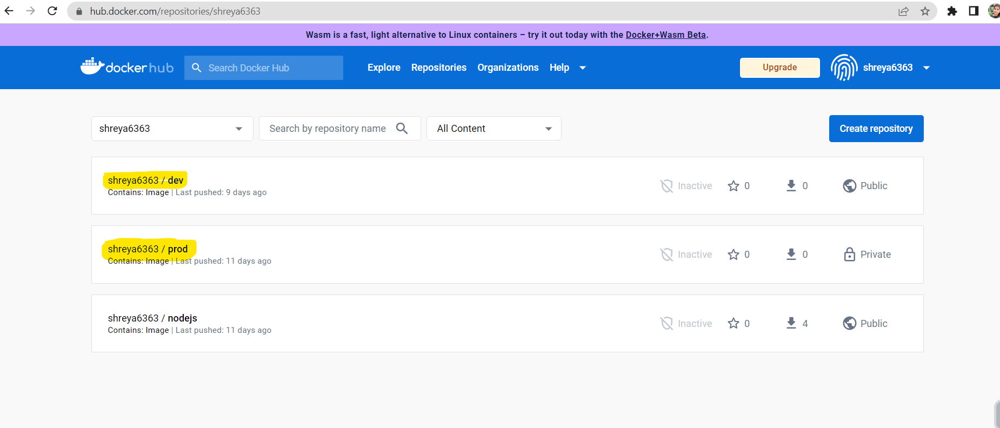 hub.docker.com/repositories/shreya6363
Wasm is a fast, light alternative to Linux containers – try it out today with the Docker+Wasm Beta.
docker hub Search Docker Hub Explore Repositories Organizations Help Upgrade shreya6363
shreya6363 Search by repository name All Content Create repository
shreya6363 / dev
Contains: Image | Last pushed: 9 days ago
Inactive 0 0 Public
shreya6363 / prod
Contains: Image | Last pushed: 11 days ago
Inactive 0 0 Private
shreya6363 / nodejs
Contains: Image | Last pushed: 11 days ago
Inactive 0 4 Public